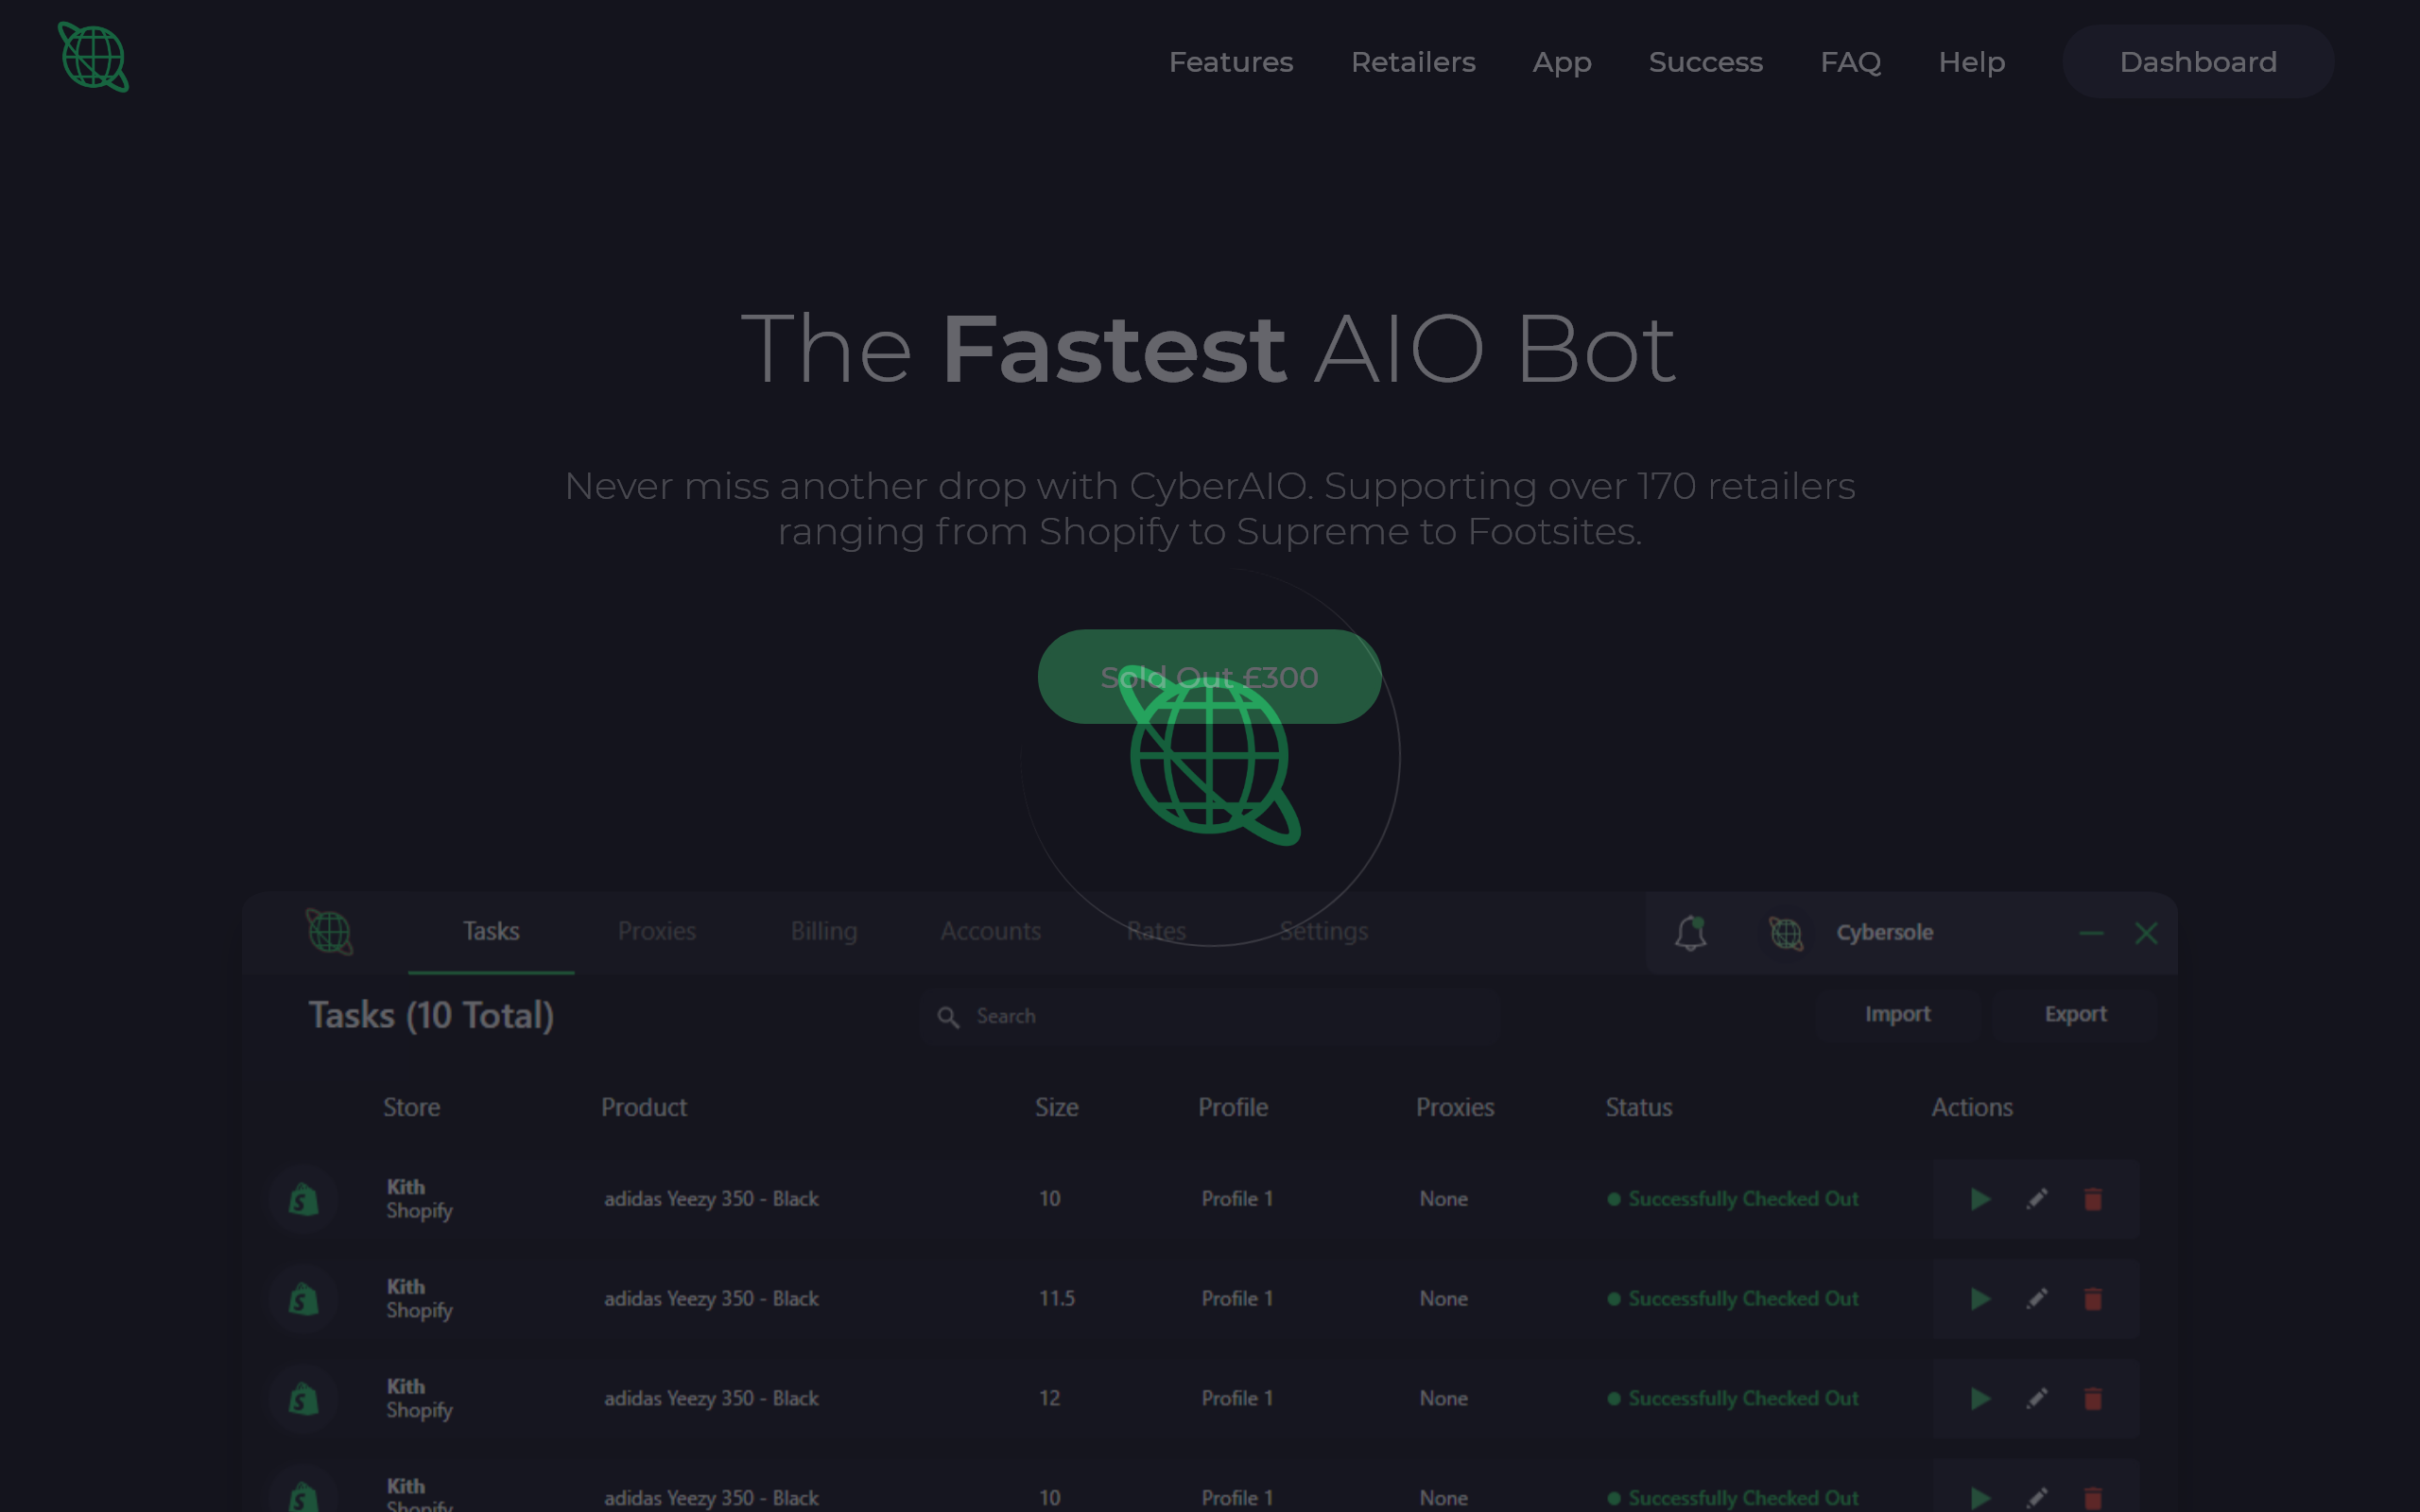 Features Retailers App Success FAQ Help Dashboard
The Fastest AIO Bot
Never miss another drop with CyberAIO. Supporting over 170 retailers
ranging from Shopify to Supreme to Footsites.
Sold Out £300
Tasks Proxies Billing Accounts Rates Settings Cybersole
Tasks (10 Total) Search Import Export
Store Product Size Profile Proxies Status Actions
Kith
Shopify adidas Yeezy 350 - Black 10 Profile 1 None Successfully Checked Out
Kith
Shopify adidas Yeezy 350 - Black 11.5 Profile 1 None Successfully Checked Out
Kith
Shopify adidas Yeezy 350 - Black 12 Profile 1 None Successfully Checked Out
Kith
Shopify adidas Yeezy 350 - Black 10 Profile 1 None Successfully Checked Out